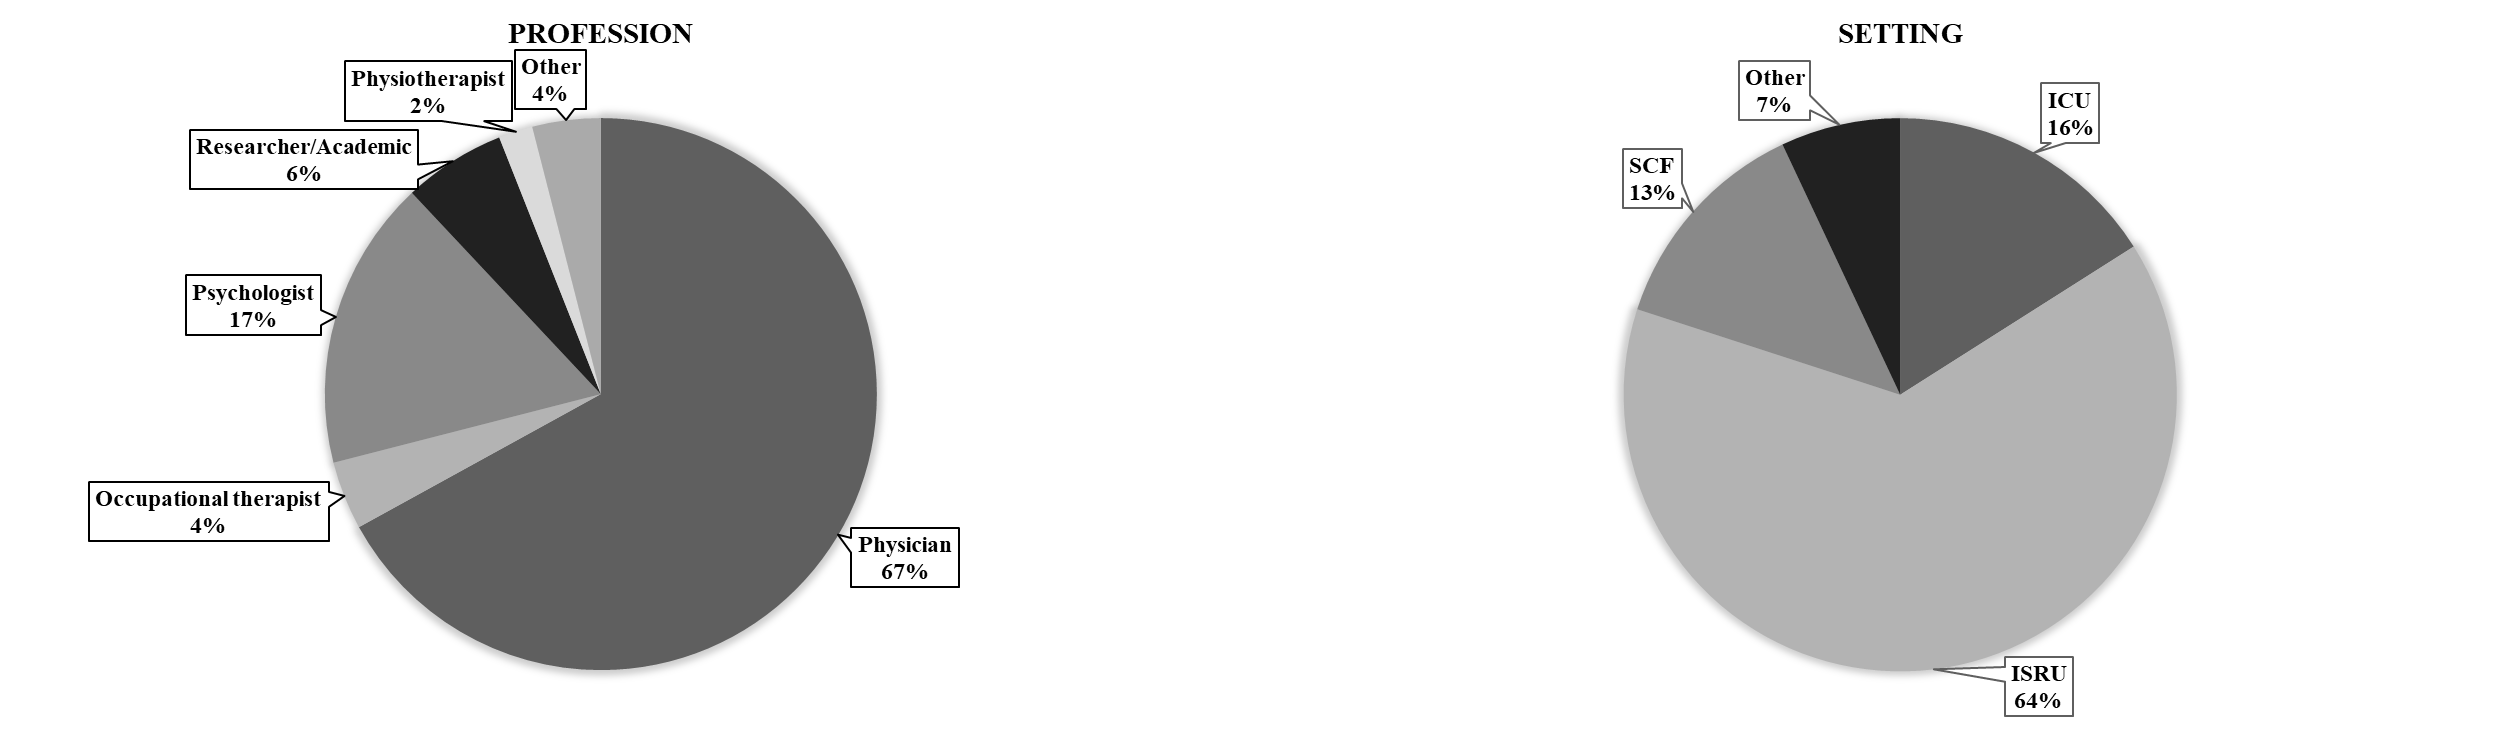 PROFESSION
Other
4%
Physiotherapist
2%
Researcher/Academic
6%
Psychologist
17%
Occupational therapist
4%
Physician
67%
SETTING
Other
7%
ICU
16%
SCF
13%
ISRU
64%